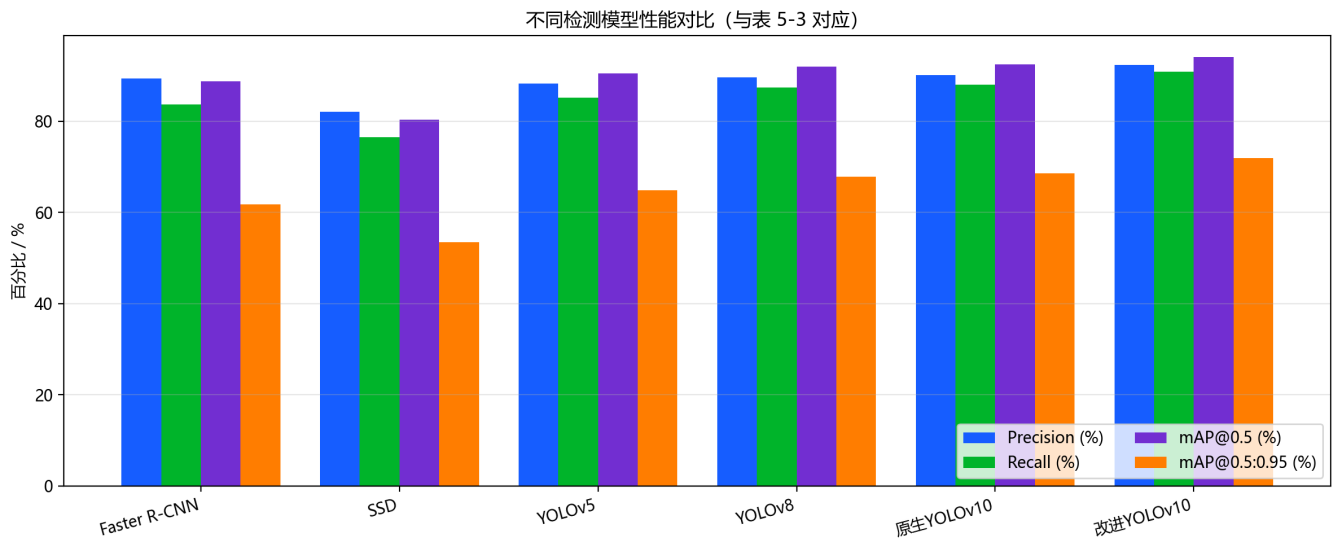 不同检测模型性能对比（与表 5-3 对应）
百分比 / %
80
60
40
20
0
Faster R-CNN
SSD
YOLOv5
YOLOv8
原生YOLOv10
改进YOLOv10
Precision (%)
Recall (%)
mAP@0.5 (%)
mAP@0.5:0.95 (%)